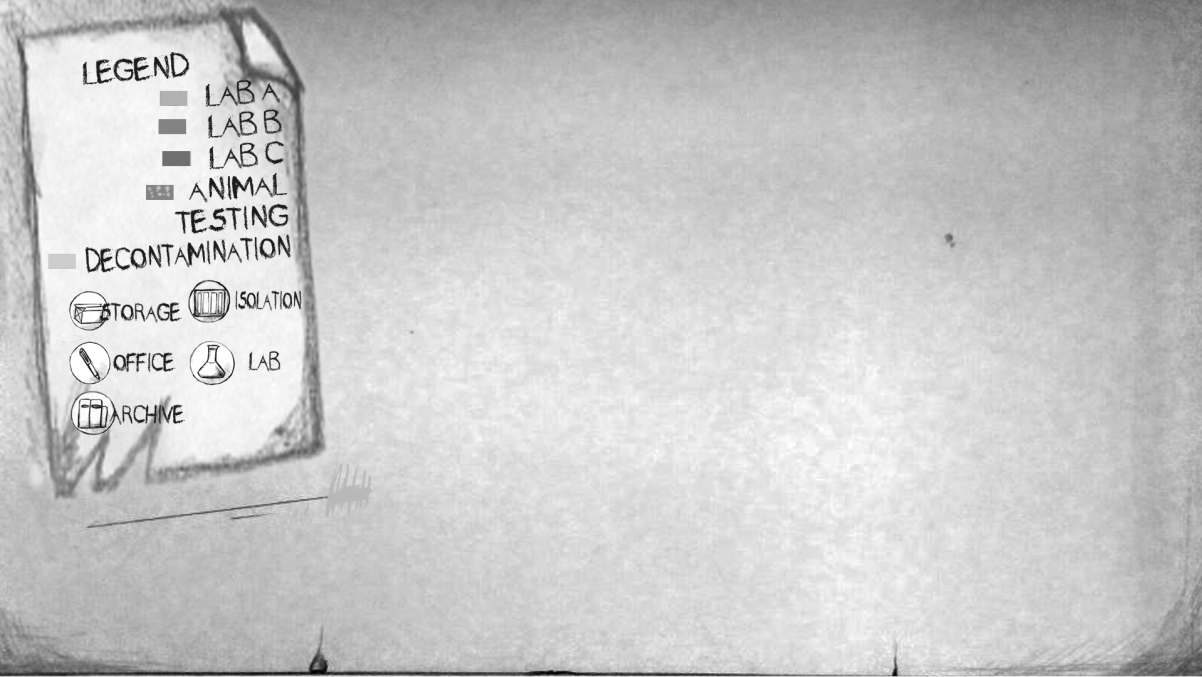 LEGEND
LAB A
LAB B
LAB C
ANIMAL
TESTING
DECONTAMINATION
STORAGE ISOLATION
OFFICE LAB
ARCHIVE